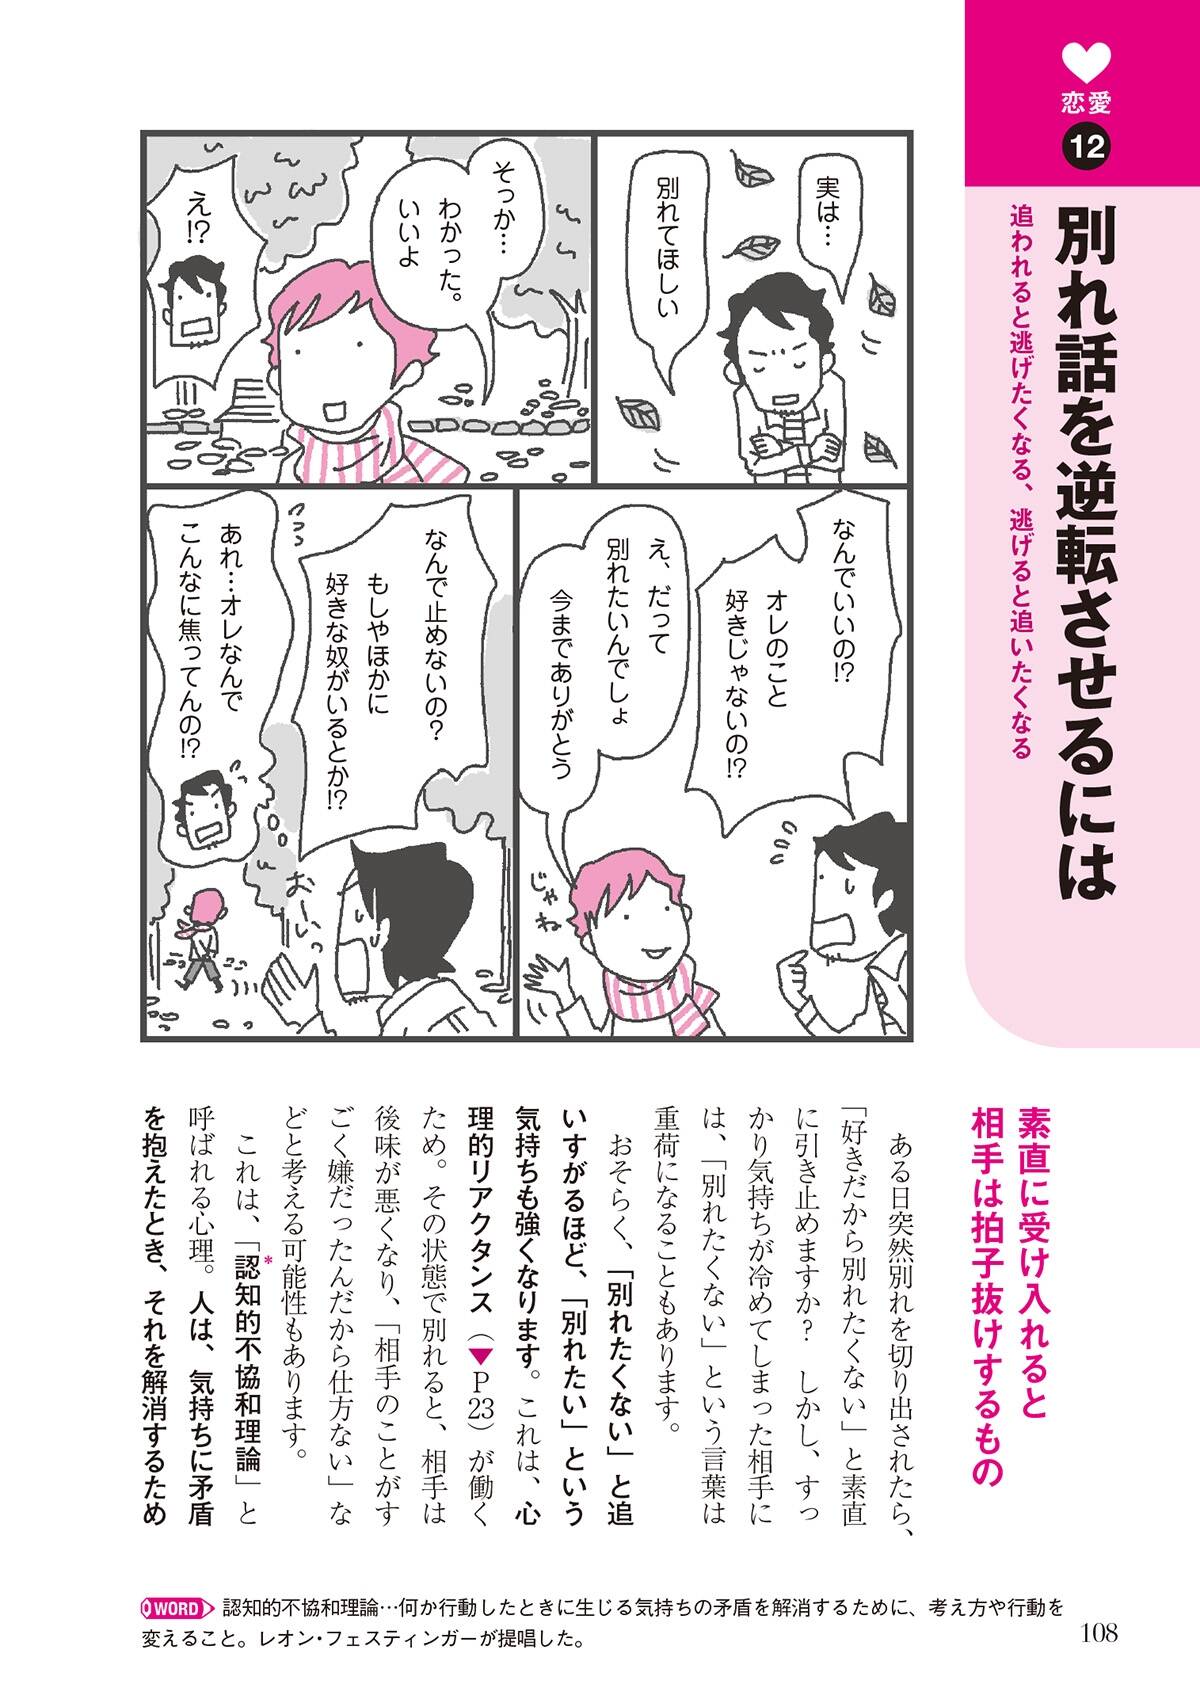 恋愛
12
別れ話を逆転させるには
追われると逃げたくなる、逃げると追いたくなる
実は…
別れてほしい
そっか…
わかった。
いいよ
え!?
なんでいいの!?
オレのこと
好きじゃないの!?
え、だって
別れたいんでしょ
今までありがとう
じゃね
なんで止めないの?
もしやほかに
好きな奴がいるとか!?
おーいっ
あれ…オレなんで
こんなに焦ってんの!?
素直に受け入れると
相手は拍子抜けするもの
ある日突然別れを切り出されたら、
「好きだから別れたくない」と素直
に引き止めますか? しかし、すっ
かり気持ちが冷めてしまった相手に
は、「別れたくない」という言葉は
重荷になることもあります。
おそらく、「別れたくない」と追
いすがるほど、「別れたい」という
気持ちも強くなります。これは、心
理的リアクタンス(▼P23)が働く
ため。その状態で別れると、相手は
後味が悪くなり、「相手のことがす
ごく嫌だったんだから仕方ない」な
どと考える可能性もあります。
これは、「認知的不協和理論*」と
呼ばれる心理。人は、気持ちに矛盾
を抱えたとき、それを解消するため
WORD 認知的不協和理論…何か行動したときに生じる気持ちの矛盾を解消するために、考え方や行動を
変えること。レオン・フェスティンガーが提唱した。
108